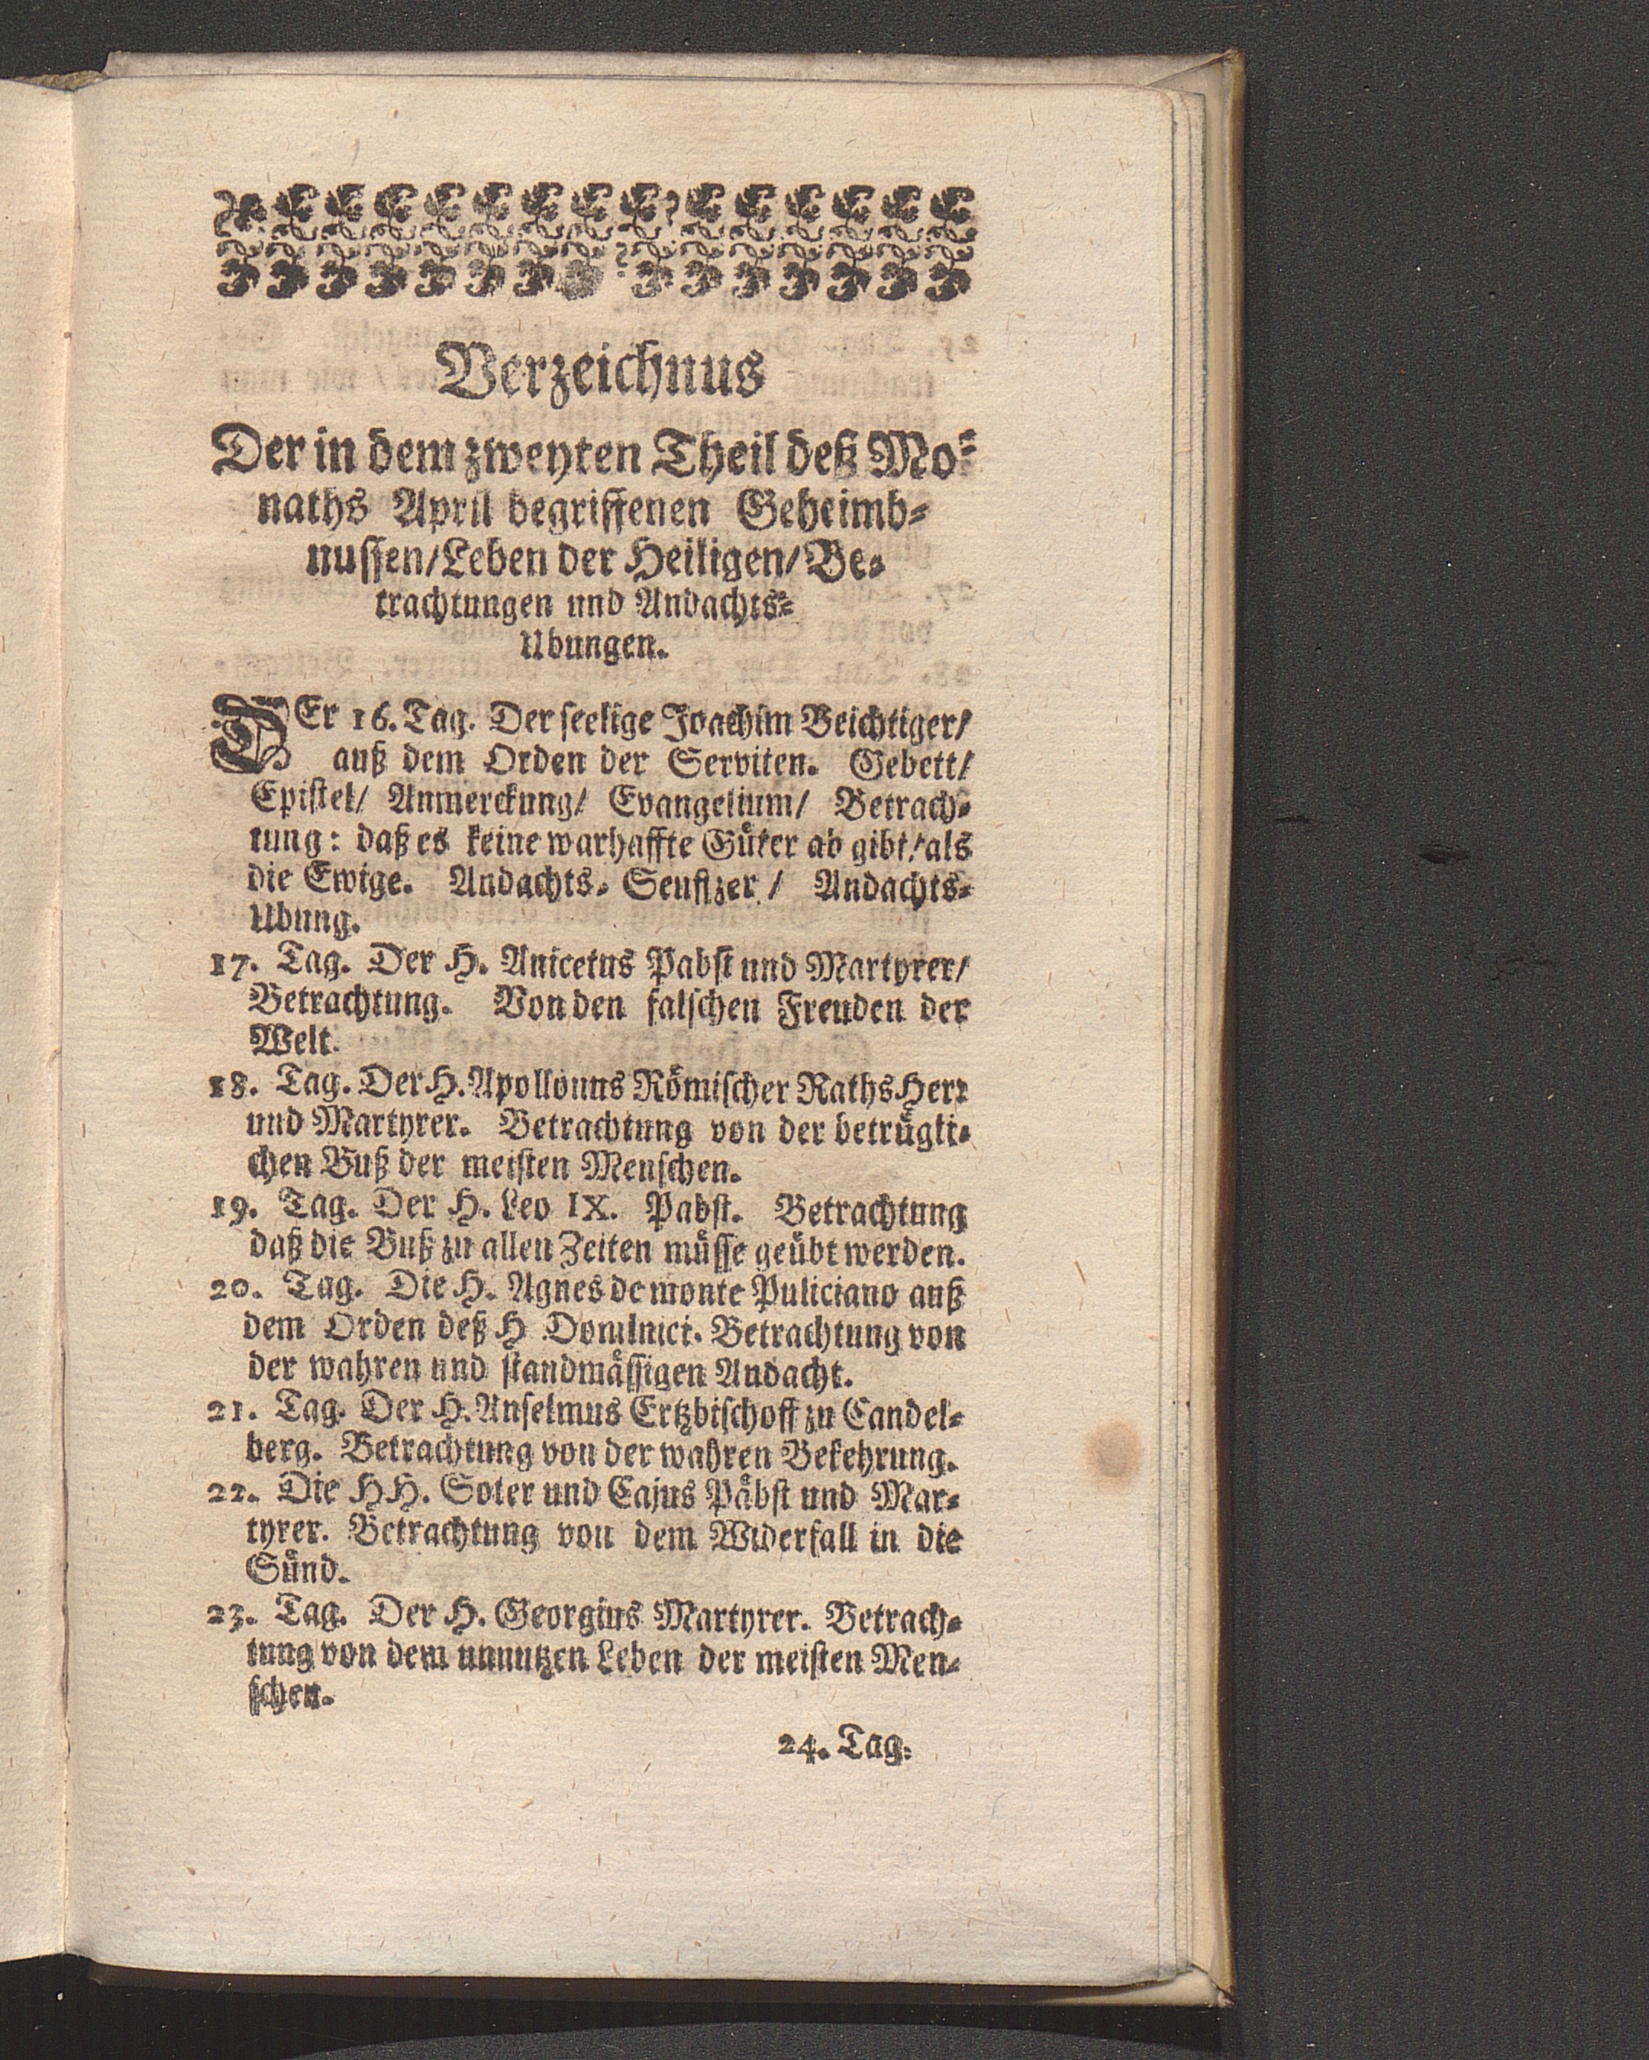 Verzeichnus
Der in dem zweyten Theil deß Mo-
naths April begriffenen Geheimb-
nussen/Leben der Heiligen/Be-
trachtungen und Andachts-
Ubungen.
DEr 16. Tag. Der seelige Joachim Beichtiger/
auß dem Orden der Serviten. Gebett/
Epistel/ Anmerckung/ Evangelium/ Betrach-
tung: daß es keine warhaffte Güter ab gibt/als
die Ewige. Andachts- Seufzer / Andachts-
Ubung.
17. Tag. Der H. Anicetus Pabst und Martyrer/
Betrachtung. Von den falschen Freuden der
Welt.
18. Tag. Der H. Apollonus Römischer Raths Herr
und Martyrer. Betrachtung von der betrügli-
chen Buß der meisten Menschen.
19. Tag. Der H. Leo IX. Pabst. Betrachtung
daß die Buß zu allen Zeiten müsse geübt werden.
20. Tag. Die H. Agnes de monte Puliciano auß
dem Orden deß H Dominici. Betrachtung von
der wahren und standmässigen Andacht.
21. Tag. Der H. Anselmus Ertzbischoff zu Candel-
berg. Betrachtung von der wahren Bekehrung.
22. Die HH. Soter und Cajus Päbst und Mar-
tyrer. Betrachtung von dem Widerfall in die
Sünd.
23. Tag. Der H. Georgius Martyrer. Betrach-
tung von dem unnutzen Leben der meisten Men-
schen.
24. Tag.